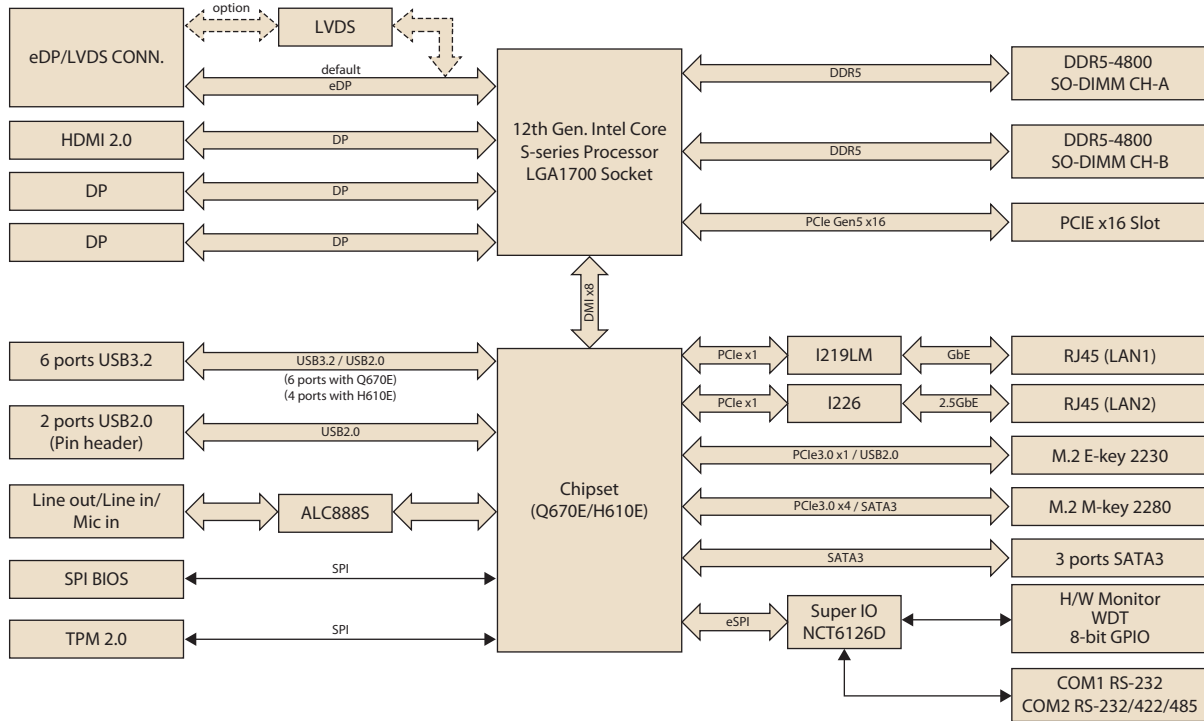 option
LVDS
eDP/LVDS CONN.
default
eDP
HDMI 2.0
DP
DP
DP
DP
DP
12th Gen. Intel Core
S-series Processor
LGA1700 Socket
DDR5
DDR5-4800
SO-DIMM CH-A
DDR5
DDR5-4800
SO-DIMM CH-B
PCIe Gen5 x16
PCIE x16 Slot
DMI x8
6 ports USB3.2
USB3.2 / USB2.0
(6 ports with Q670E)
(4 ports with H610E)
2 ports USB2.0
(Pin header)
USB2.0
Line out/Line in/
Mic in
ALC888S
SPI BIOS
SPI
TPM 2.0
SPI
Chipset
(Q670E/H610E)
PCIe x1
I219LM
GbE
RJ45 (LAN1)
PCIe x1
I226
2.5GbE
RJ45 (LAN2)
PCIe3.0 x1 / USB2.0
M.2 E-key 2230
PCIe3.0 x4 / SATA3
M.2 M-key 2280
SATA3
3 ports SATA3
eSPI
Super IO
NCT6126D
H/W Monitor
WDT
8-bit GPIO
COM1 RS-232
COM2 RS-232/422/485